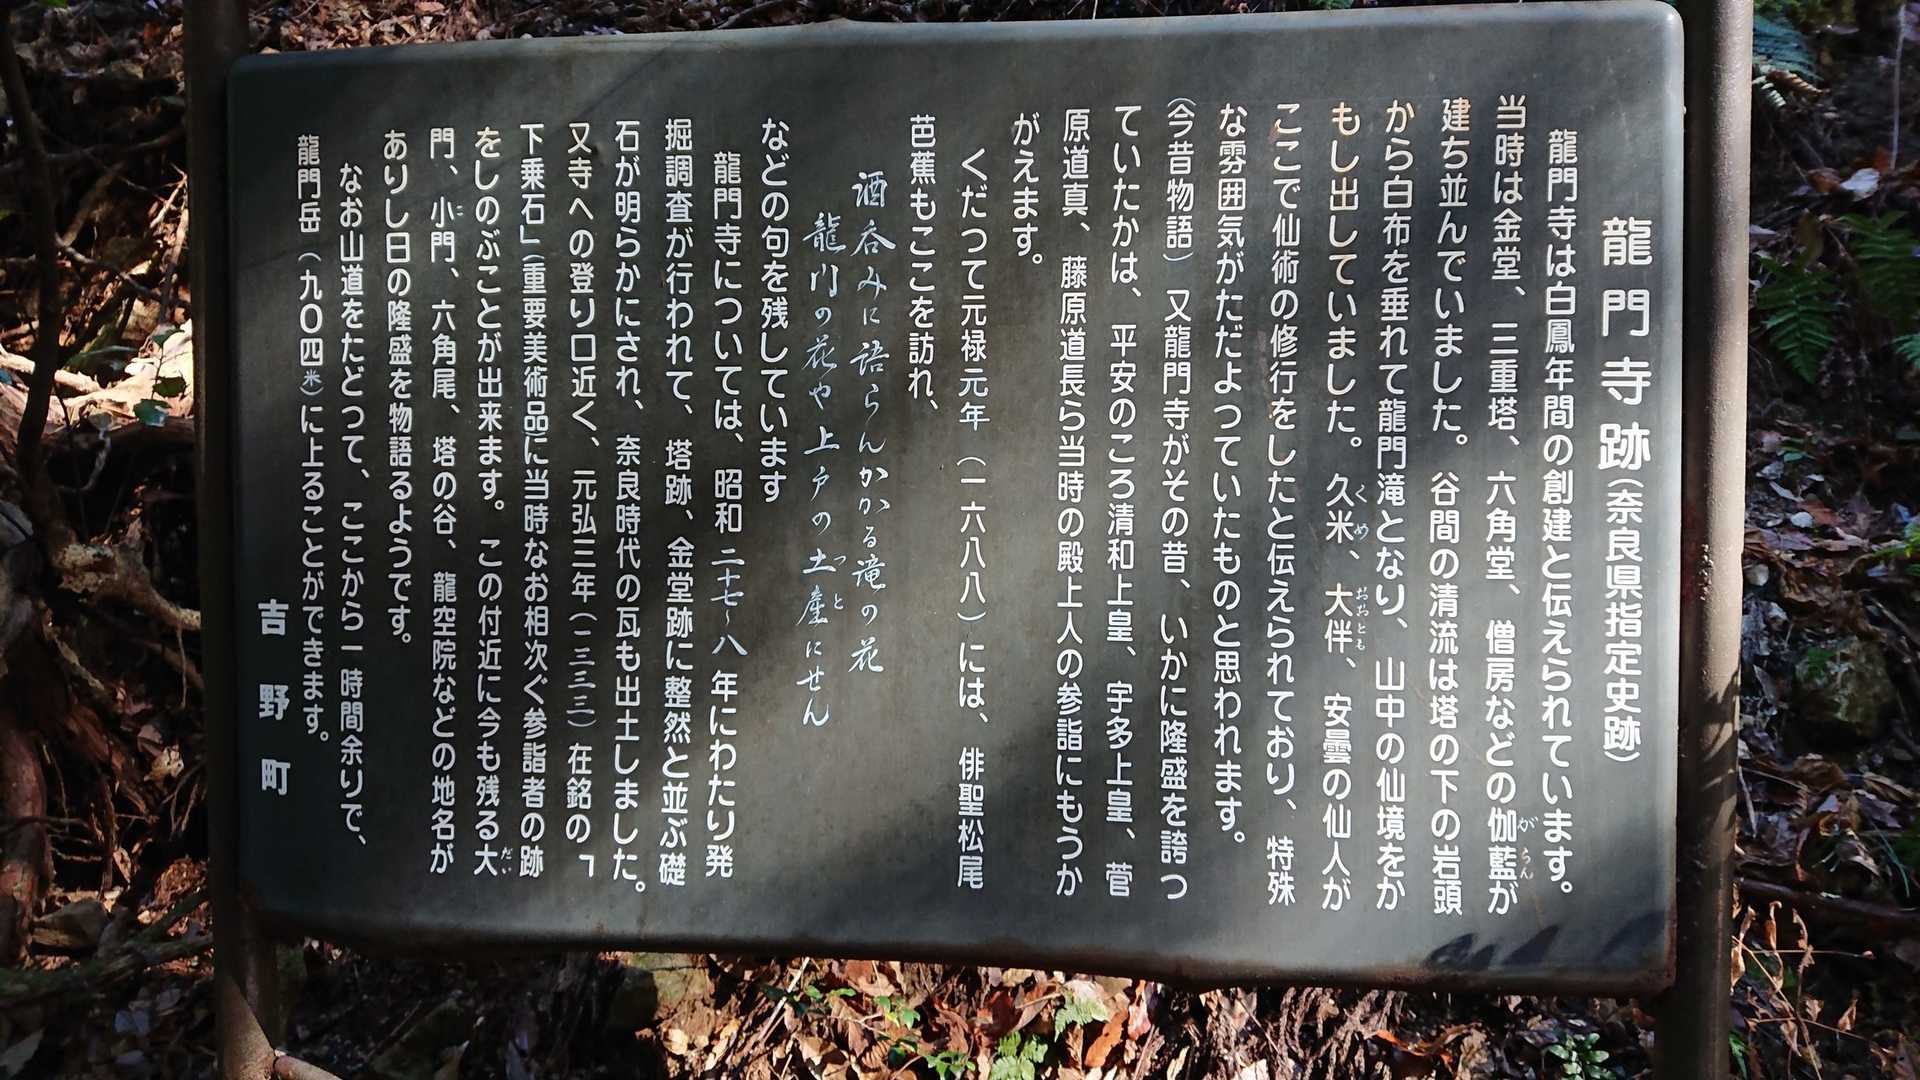 龍門寺跡（奈良県指定史跡）
龍門寺は白鳳年間の創建と伝えられています。
当時は金堂、三重塔、六角堂、僧房などの伽藍が
建ち並んでいました。谷間の清流は塔の下の岩頭
から白布を垂れて龍門滝となり、山中の仙境をか
もし出していました。久米、大伴、安曇の仙人が
ここで仙術の修行をしたと伝えられており、特殊
な雰囲気がただよっていたものと思われます。
（今昔物語）又龍門寺がその昔、いかに隆盛を誇っ
ていたかは、平安のころ清和上皇、宇多上皇、菅
原道真、藤原道長ら当時の殿上人の参詣にもうか
がえます。
くだって元禄元年（一六八八）には、俳聖松尾
芭蕉もここを訪れ、
酒呑みに語らんかかる滝の花
龍門の花や上戸の土産にせん
などの句を残しています
龍門寺については、昭和二十七〜八年にわたり発
掘調査が行われて、塔跡、金堂跡に整然と並ぶ礎
石が明らかにされ、奈良時代の瓦も出土しました。
又寺への登り口近く、元弘三年（一三三三）在銘の「
下乗石」（重要美術品）に当時なお相次ぐ参詣者の跡
をしのぶことが出来ます。この付近に今も残る大
門、小門、六角尾、塔の谷、龍空院などの地名が
ありし日の隆盛を物語るようです。
なお山道をたどって、ここから一時間余りで、
龍門岳（九〇四米）に上ることができます。
吉野町